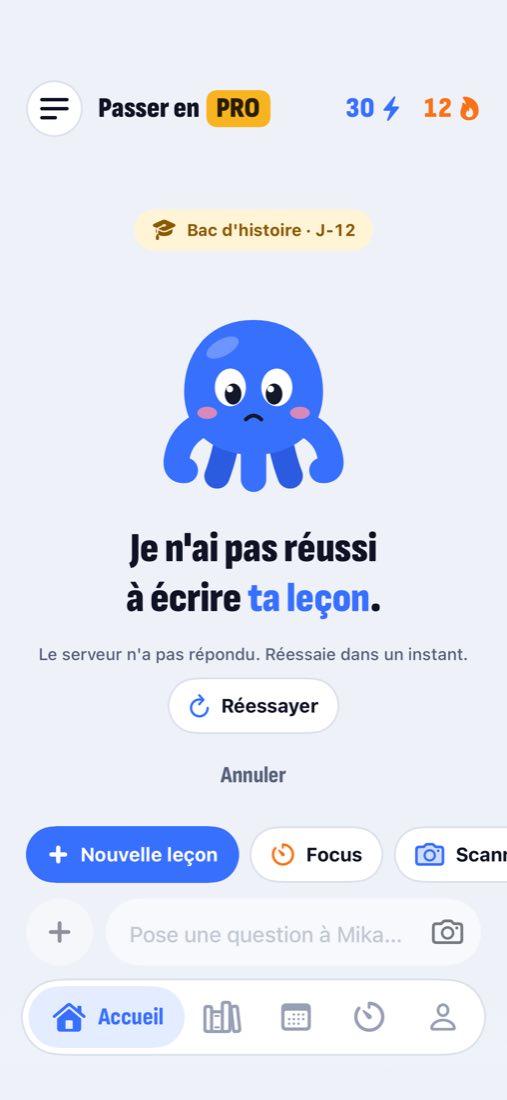 Passer en PRO 30 12
Bac d'histoire · J-12
Je n'ai pas réussi
à écrire ta leçon.
Le serveur n'a pas répondu. Réessaie dans un instant.
Réessayer
Annuler
Nouvelle leçon Focus Scann
Pose une question à Mika...
Accueil